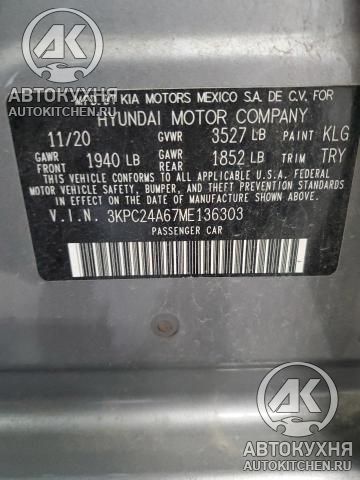 АК
АВТОКУХНЯ
AUTOKITCHEN.RU
MFD. BY KIA MOTORS MEXICO S.A. DE C.V. FOR
HYUNDAI MOTOR COMPANY
11/20 GVWR 3527 LB PAINT KLG
GAWR FRONT 1940 LB GAWR REAR 1852 LB TRIM TRY
THIS VEHICLE CONFORMS TO ALL APPLICABLE U.S. FEDERAL
MOTOR VEHICLE SAFETY, BUMPER, AND THEFT PREVENTION
STANDARDS IN EFFECT ON THE DATE OF
MANUFACTURE SHOWN ABOVE.
V.I.N. 3KPC24A67ME136303
PASSENGER CAR
АК
АВТОКУХНЯ
AUTOKITCHEN.RU